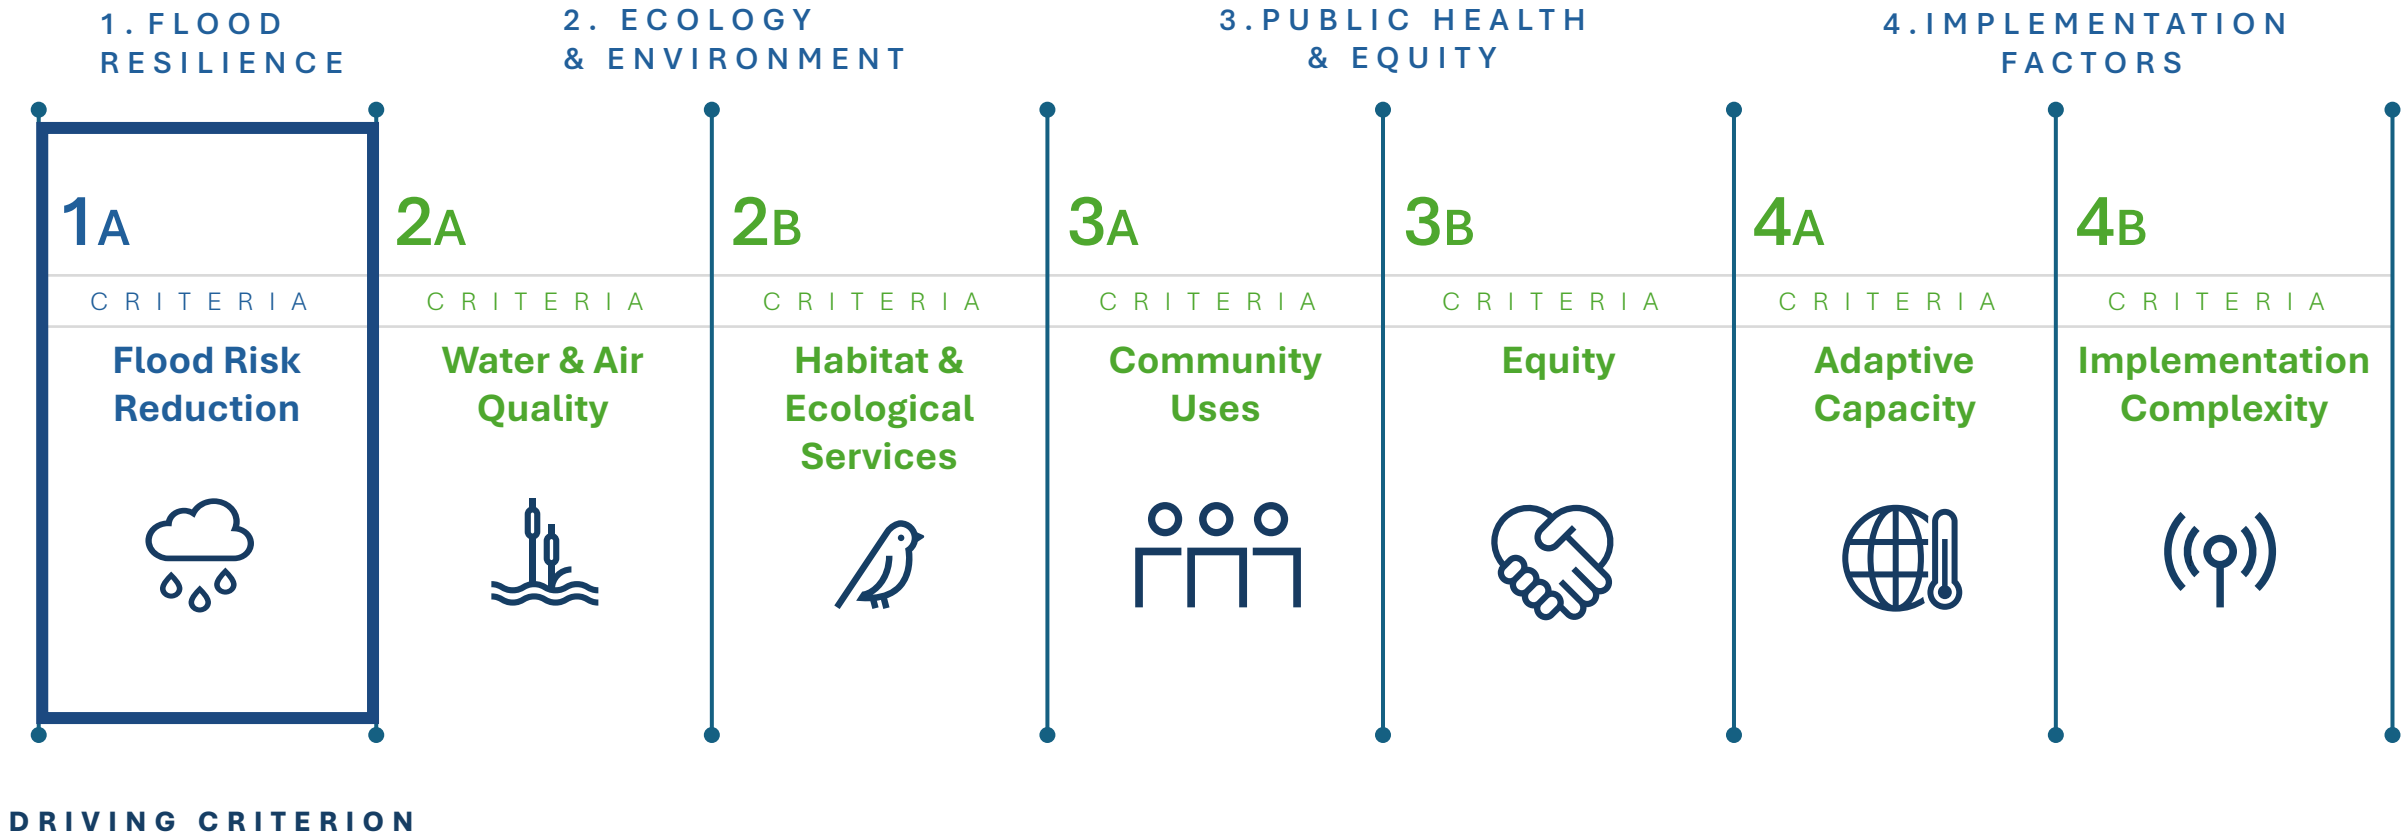 1. FLOOD
RESILIENCE
2. ECOLOGY
& ENVIRONMENT
3.PUBLIC HEALTH
& EQUITY
4.IMPLEMENTATION
FACTORS
1A
CRITERIA
Flood Risk
Reduction
2A
CRITERIA
Water & Air
Quality
2B
CRITERIA
Habitat &
Ecological
Services
3A
CRITERIA
Community
Uses
3B
CRITERIA
Equity
4A
CRITERIA
Adaptive
Capacity
4B
CRITERIA
Implementation
Complexity
DRIVING CRITERION